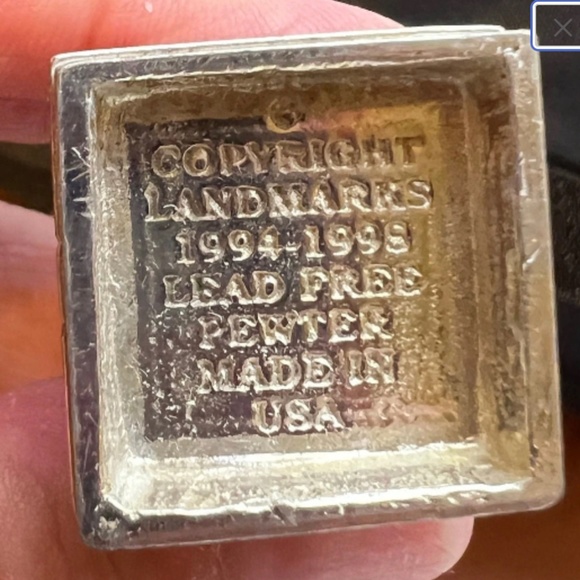 COPYRIGHT
LANDMARKS
1994-1998
LEAD FREE
PEWTER
MADE IN
USA